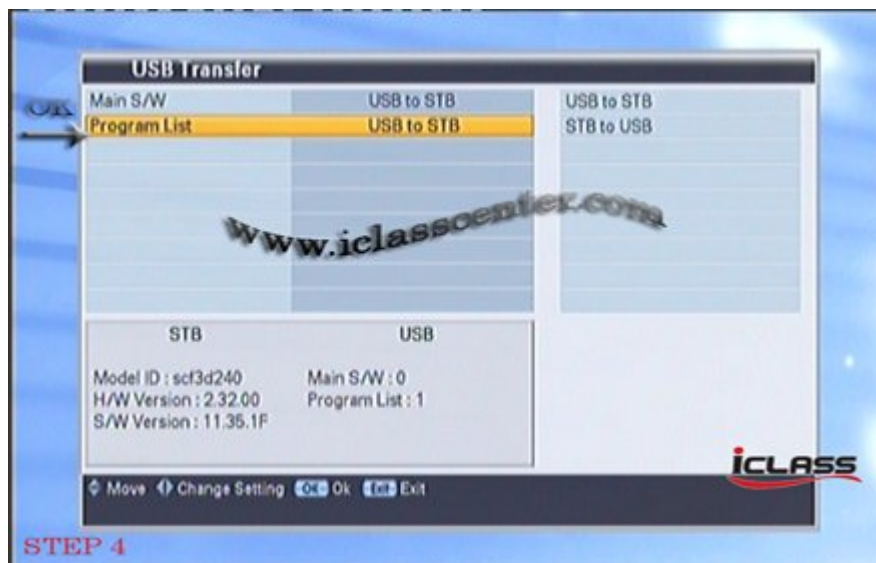 USB Transfer
OK
Main S/W USB to STB USB to STB
Program List USB to STB STB to USB
www.iclasscenter.com
STB USB
Model ID : scf3d240 Main S/W : 0
H/W Version : 2.32.00 Program List : 1
S/W Version : 11.35.1F
iCLASS
Move Change Setting OK Ok Exit Exit
STEP 4